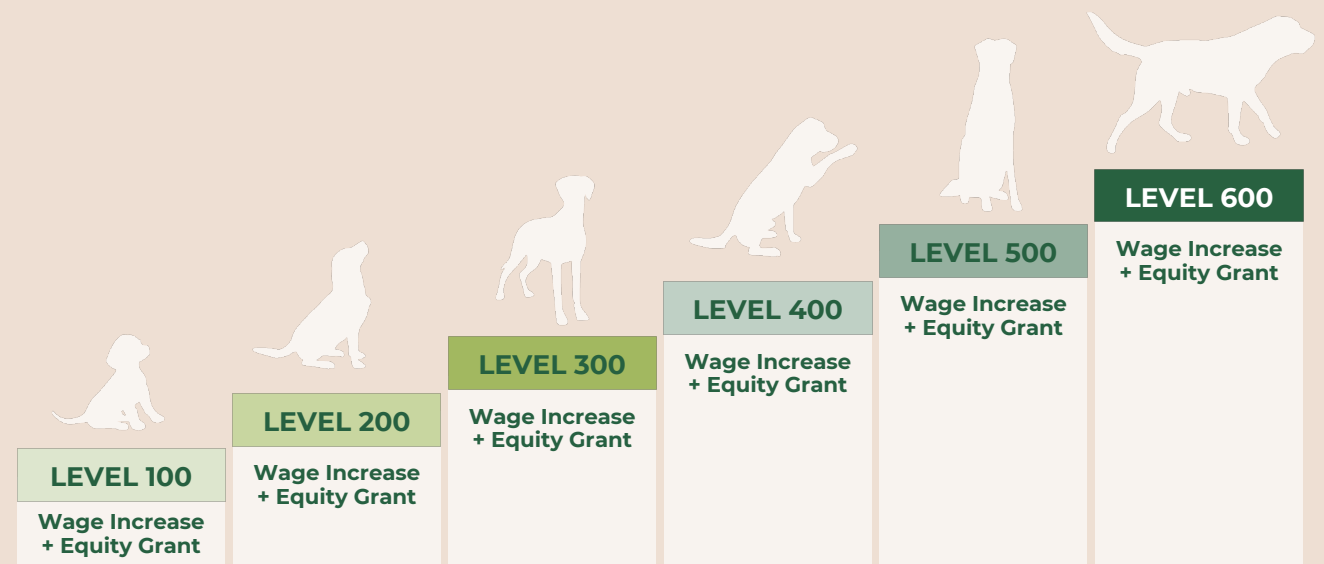 LEVEL 100
Wage Increase
+ Equity Grant
LEVEL 200
Wage Increase
+ Equity Grant
LEVEL 300
Wage Increase
+ Equity Grant
LEVEL 400
Wage Increase
+ Equity Grant
LEVEL 500
Wage Increase
+ Equity Grant
LEVEL 600
Wage Increase
+ Equity Grant